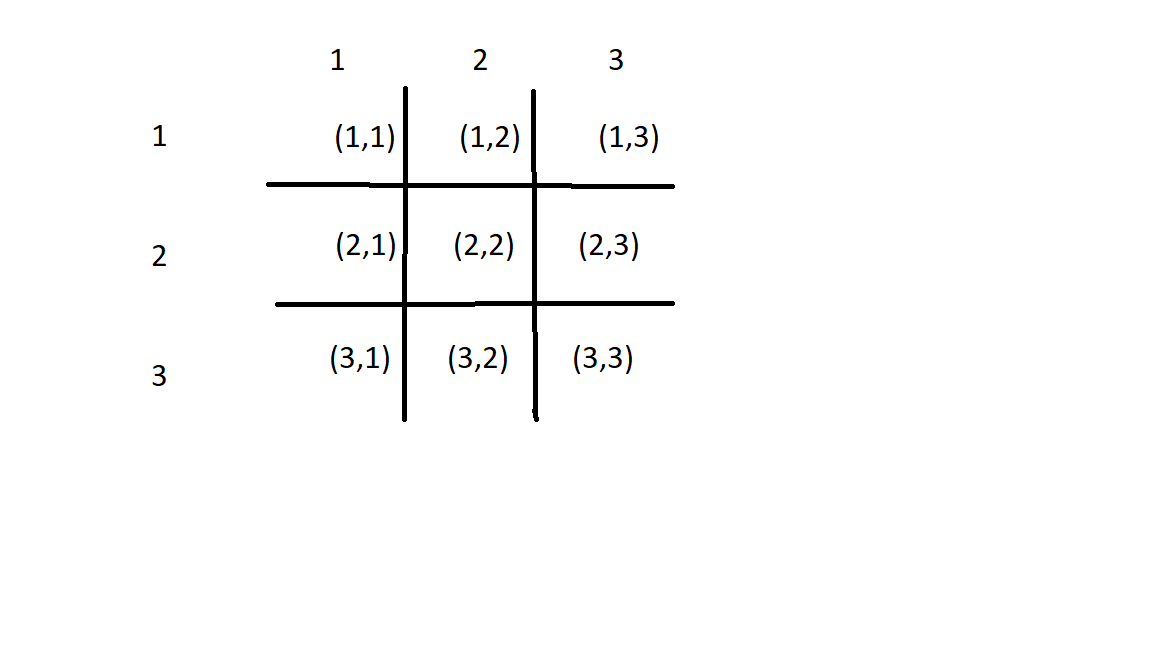 1 2 3
1 (1,1) (1,2) (1,3)
2 (2,1) (2,2) (2,3)
3 (3,1) (3,2) (3,3)